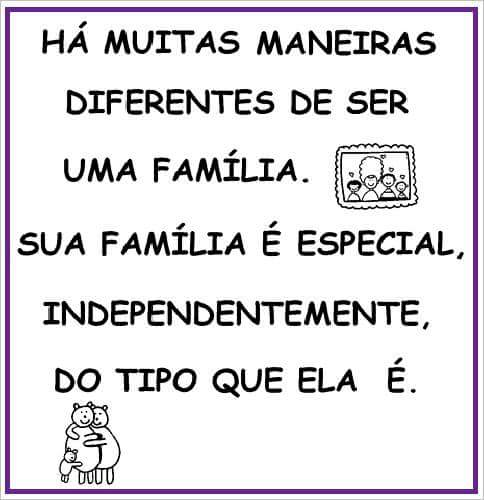 HÁ MUITAS MANEIRAS
DIFERENTES DE SER
UMA FAMÍLIA.
SUA FAMÍLIA É ESPECIAL,
INDEPENDENTEMENTE,
DO TIPO QUE ELA É.